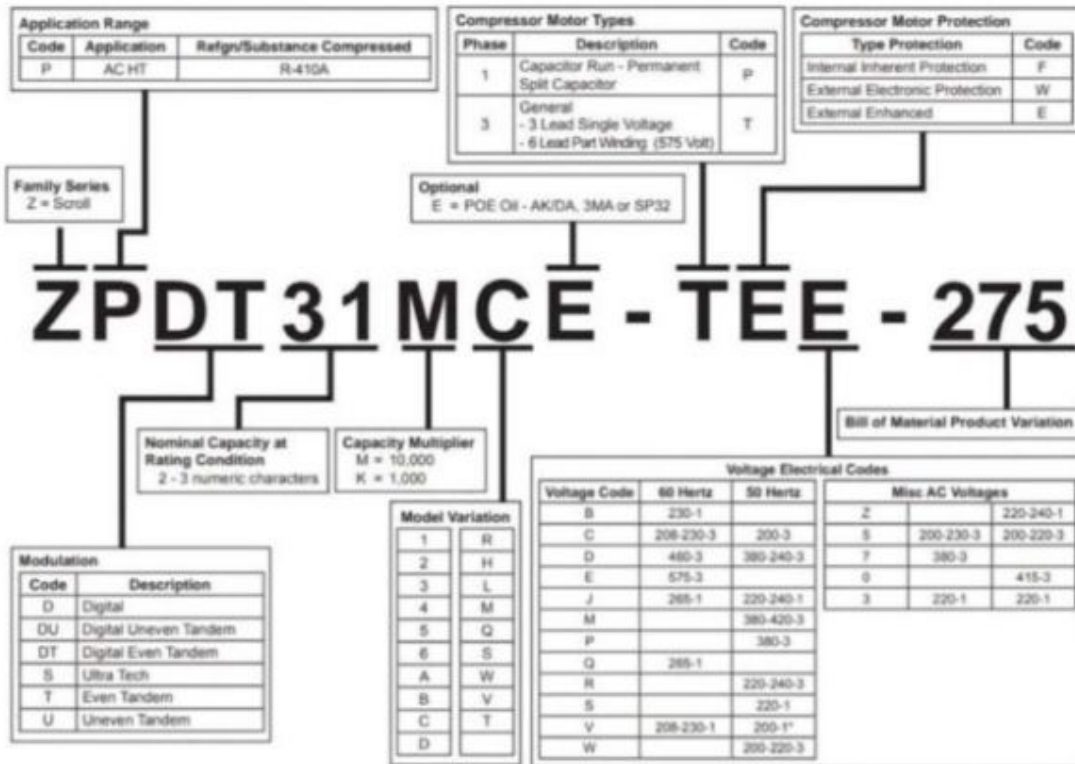 Application Range
Code Application Refgn/Substance Compressed
P AC HT R-410A
Compressor Motor Types
Phase Description Code
1 Capacitor Run - Permanent Split Capacitor P
3 General
- 3 Lead Single Voltage
- 6 Lead Part Winding (575 Volt) T
Compressor Motor Protection
Type Protection Code
Internal Inherent Protection F
External Electronic Protection W
External Enhanced E
Family Series
Z = Scroll
Optional
E = POE Oil - AK/DA, 3MA or SP32
ZPDT31MCE - TEE - 275
Nominal Capacity at
Rating Condition
2 - 3 numeric characters
Capacity Multiplier
M = 10,000
K = 1,000
Bill of Material Product Variation
Modulation
Code Description
D Digital
DU Digital Uneven Tandem
DT Digital Even Tandem
S Ultra Tech
T Even Tandem
U Uneven Tandem
Model Variation
1 R
2 H
3 L
4 M
5 Q
6 S
A W
B V
C T
D
Voltage Electrical Codes
Voltage Code 60 Hertz 50 Hertz
B 230-1
C 208-230-3 200-3
D 460-3 380-240-3
E 575-3
J 265-1 220-240-1
M 380-420-3
P 380-3
Q 265-1
R 220-240-3
S 220-1
V 208-230-1 200-1*
W 200-220-3
Misc AC Voltages
Z 220-240-1
5 200-230-3 200-220-3
7 380-3
0 415-3
3 220-1 220-1